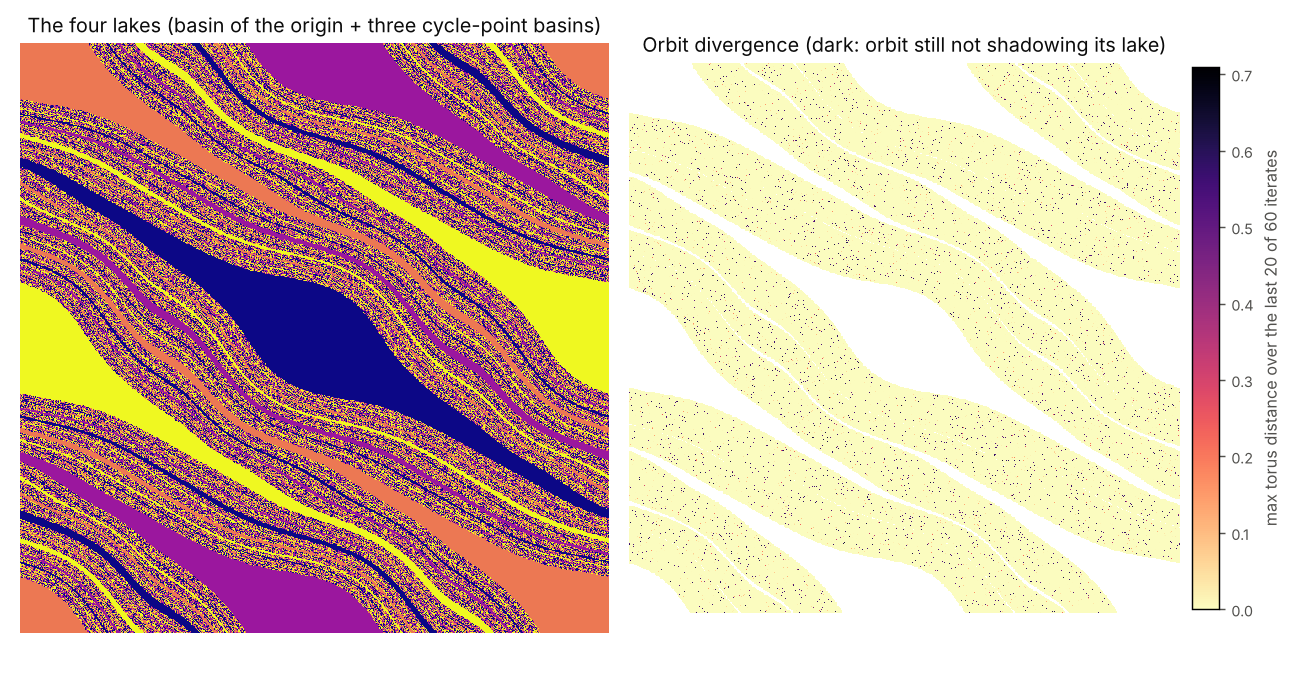 The four lakes (basin of the origin + three cycle-point basins)
Orbit divergence (dark: orbit still not shadowing its lake)
0.7
0.6
0.5
0.4
0.3
0.2
0.1
0.0
max torus distance over the last 20 of 60 iterates